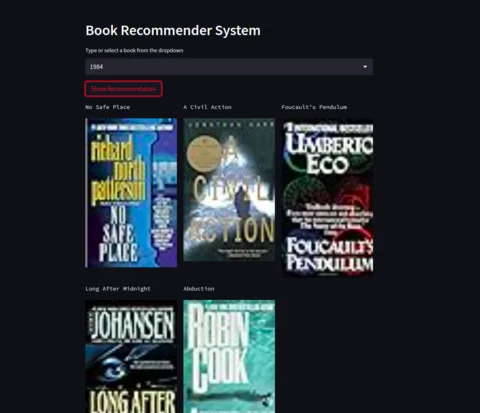 Book Recommender System
Type or select a book from the dropdown
1984
Show Recommendation
No Safe Place
A Civil Action
Foucault's Pendulum
richard
north
patterson
NO
SAFE
PLACE
JONATHAN HARR
A
CIVIL
ACTION
#1 INTERNATIONAL BESTSELLER
UMBERTO
ECO
FOUCAULT'S
PENDULUM
Long After Midnight
Abduction
JOHANSEN
LONG AFTER
ROBIN
COOK